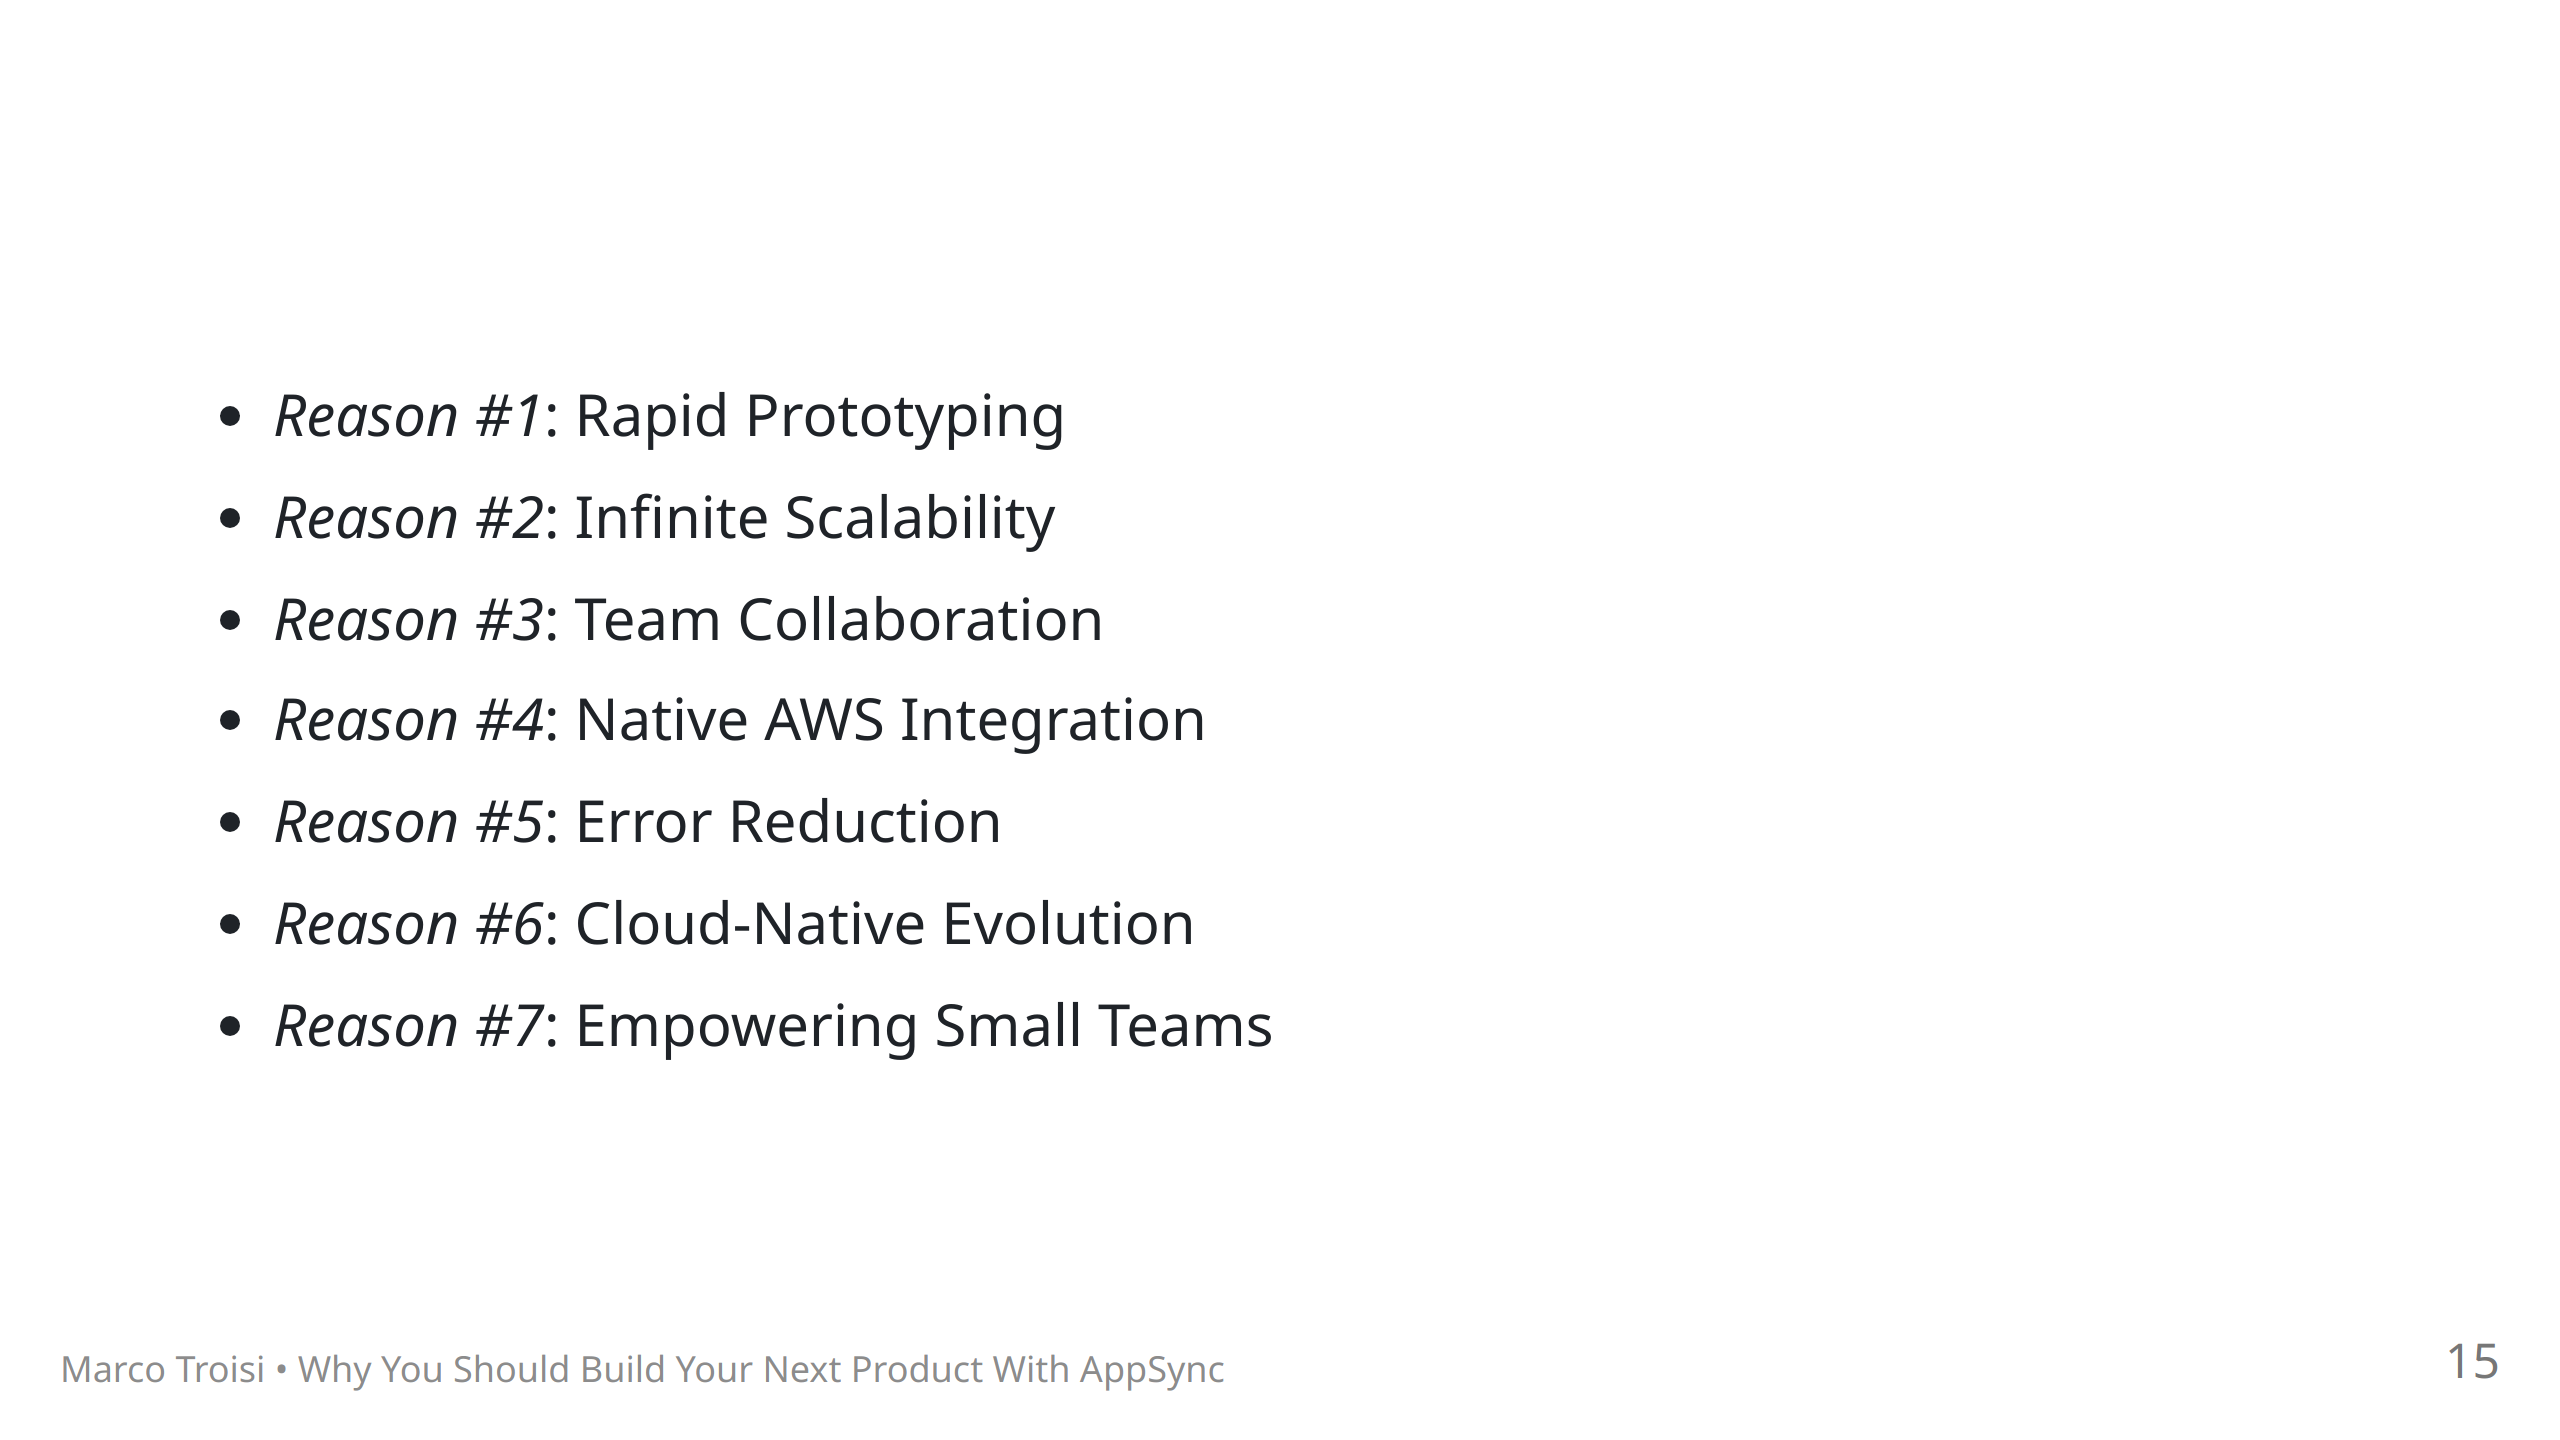 • Reason #1: Rapid Prototyping
• Reason #2: Infinite Scalability
• Reason #3: Team Collaboration
• Reason #4: Native AWS Integration
• Reason #5: Error Reduction
• Reason #6: Cloud-Native Evolution
• Reason #7: Empowering Small Teams
Marco Troisi • Why You Should Build Your Next Product With AppSync
15